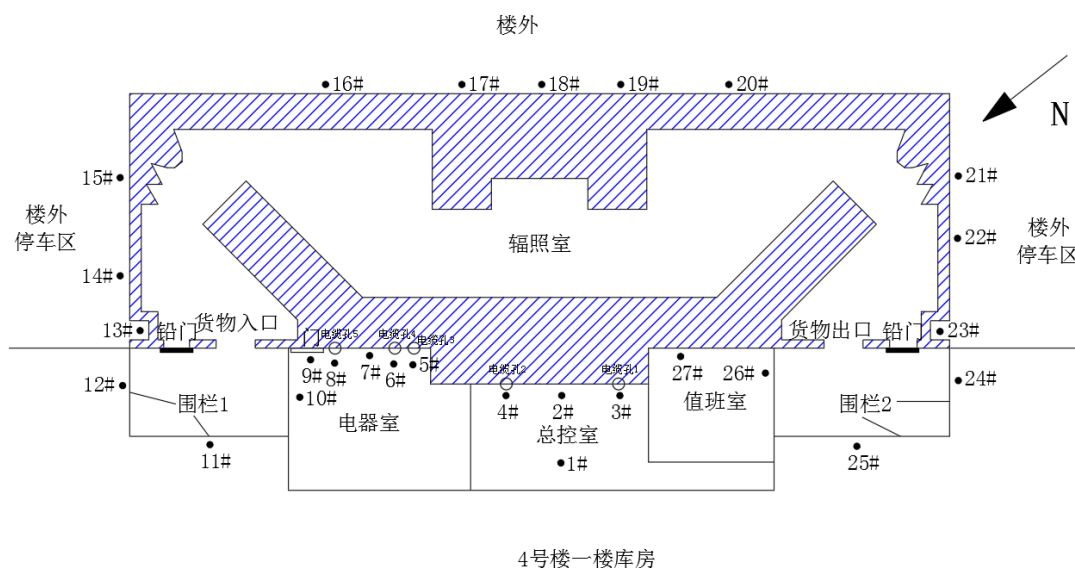 楼外
16#
17#
18#
19#
20#
N
15#
21#
楼外
停车区
辐照室
22#
楼外
停车区
14#
13#
铅门
货物入口
门
电缆孔5
电缆孔4
电缆孔3
货物出口
铅门
23#
9#
8#
7#
6#
5#
电缆孔2
电缆孔1
27#
26#
12#
围栏1
10#
电器室
4#
2#
3#
值班室
围栏2
24#
总控室
11#
1#
25#
4号楼一楼库房